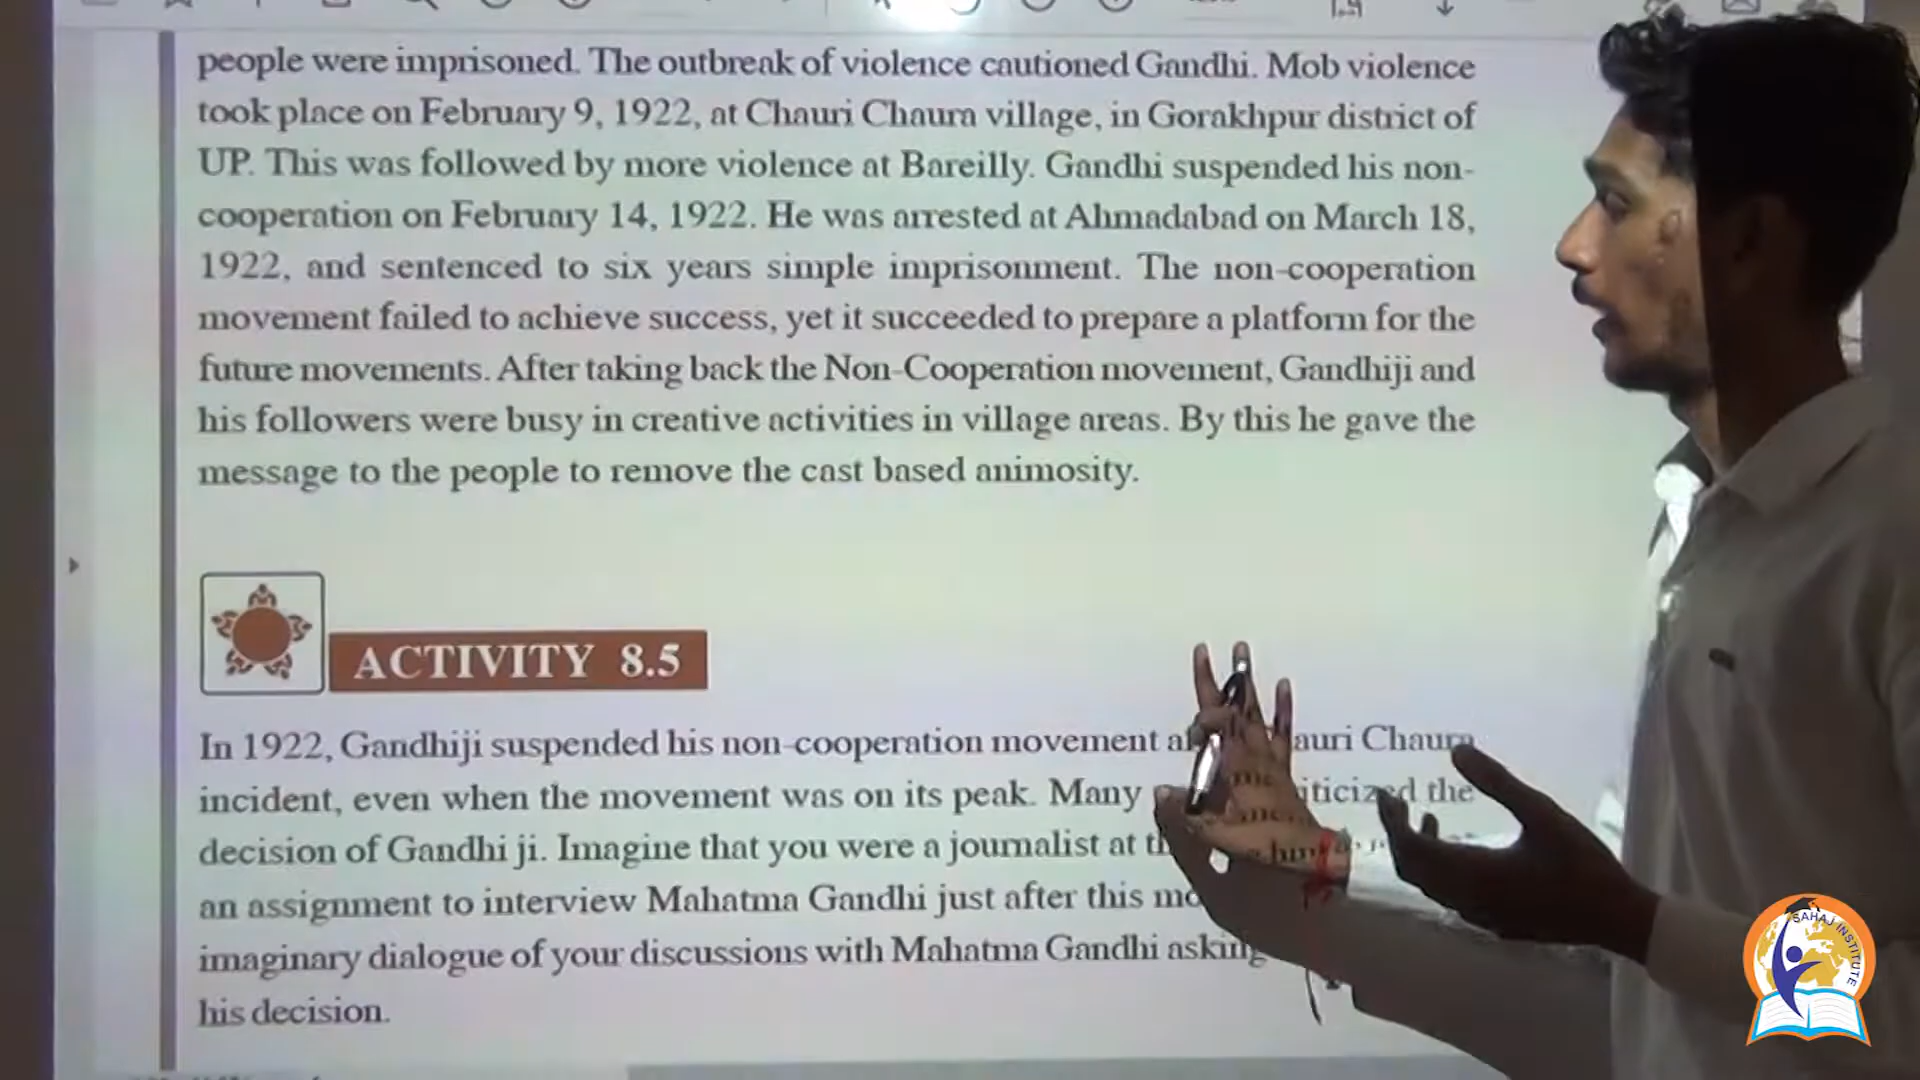 people were imprisoned. The outbreak of violence cautioned Gandhi. Mob violence
took place on February 9, 1922, at Chauri Chaura village, in Gorakhpur district of
UP. This was followed by more violence at Bareilly. Gandhi suspended his non-
cooperation on February 14, 1922. He was arrested at Ahmadabad on March 18,
1922, and sentenced to six years simple imprisonment. The non-cooperation
movement failed to achieve success, yet it succeeded to prepare a platform for the
future movements. After taking back the Non-Cooperation movement, Gandhiji and
his followers were busy in creative activities in village areas. By this he gave the
message to the people to remove the cast based animosity.
ACTIVITY 8.5
In 1922, Gandhiji suspended his non-cooperation movement auri Chaura
incident, even when the movement was on its peak. Many iticized the
decision of Gandhi ji. Imagine that you were a journalist at
an assignment to interview Mahatma Gandhi just after this
imaginary dialogue of your discussions with Mahatma Gandhi asking
his decision.
SAHAJ INSTITUTE